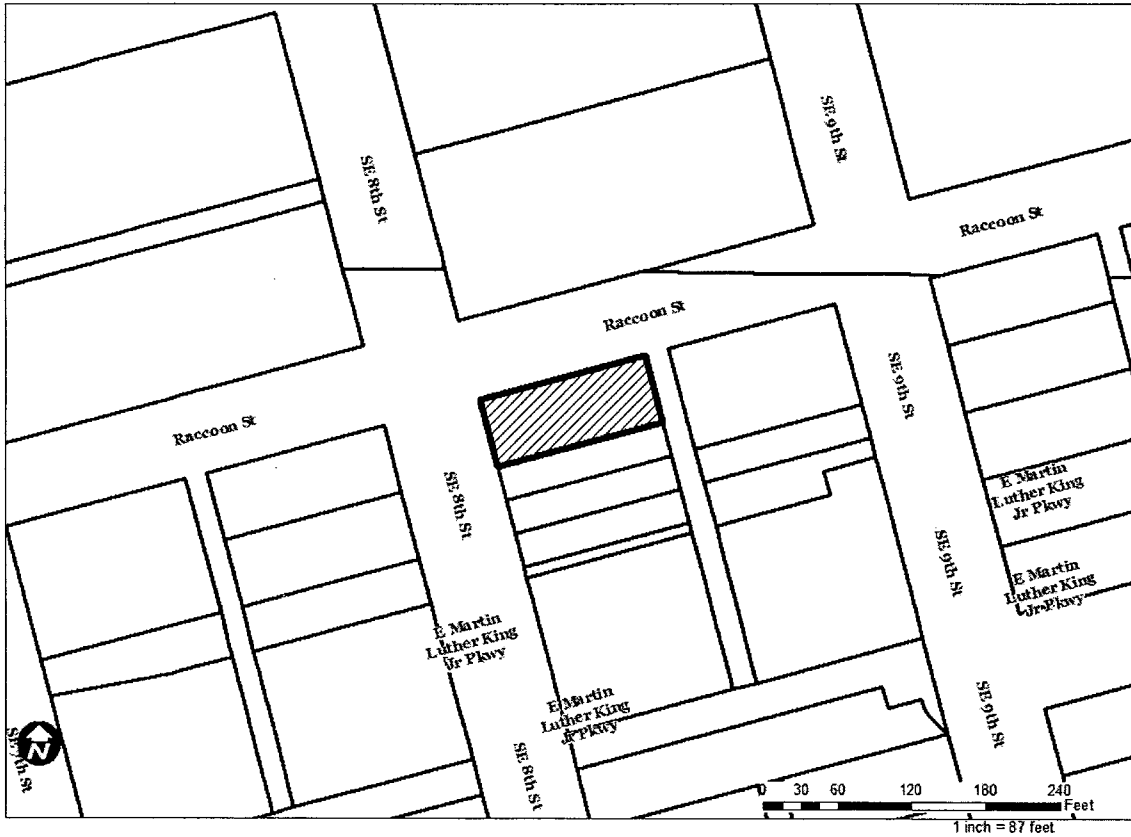 SE 9th St
SE 8th St
Raccoon St
Raccoon St
SE 9th St
Raccoon St
SE 8th St
E Martin
Luther King
Jr Pkwy
SE 9th St
E Martin
Luther King
Jr Pkwy
E Martin
Luther King
Jr Pkwy
E Martin
Luther King
Jr Pkwy
SE 9th St
SE 7th St
N
SE 8th St
0 30 60 120 180 240
Feet
1 inch = 87 feet